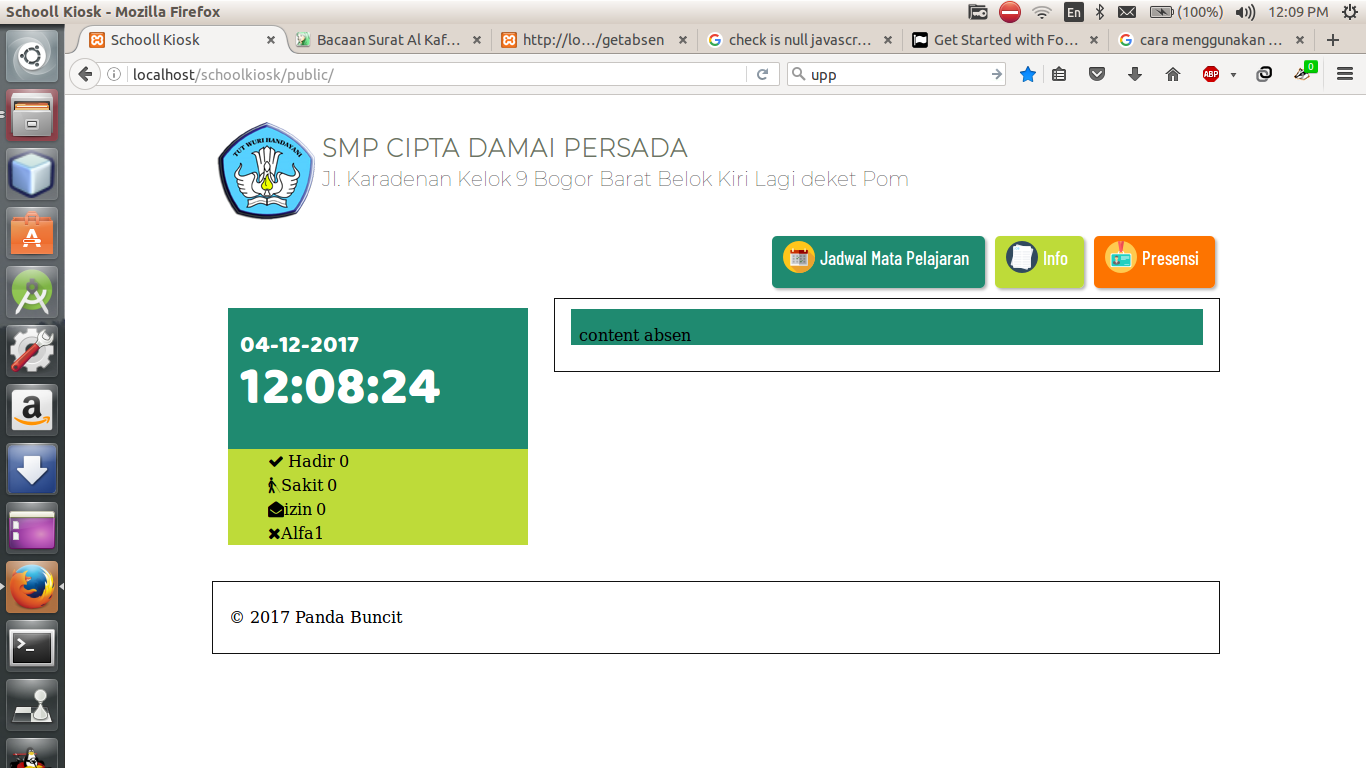 Schooll Kiosk - Mozilla Firefox
En (100%) 12:09 PM
Schooll Kiosk Bacaan Surat Al Kaf... http://lo.../getabsen check is null javascr... Get Started with Fo... cara menggunakan ...
localhost/schoolkiosk/public/ upp ABP 0
TUT WURI HANDAYANI
SMP CIPTA DAMAI PERSADA
Jl. Karadenan Kelok 9 Bogor Barat Belok Kiri Lagi deket Pom
Jadwal Mata Pelajaran Info Presensi
04-12-2017
12:08:24
content absen
Hadir 0
Sakit 0
izin 0
Alfa1
© 2017 Panda Buncit